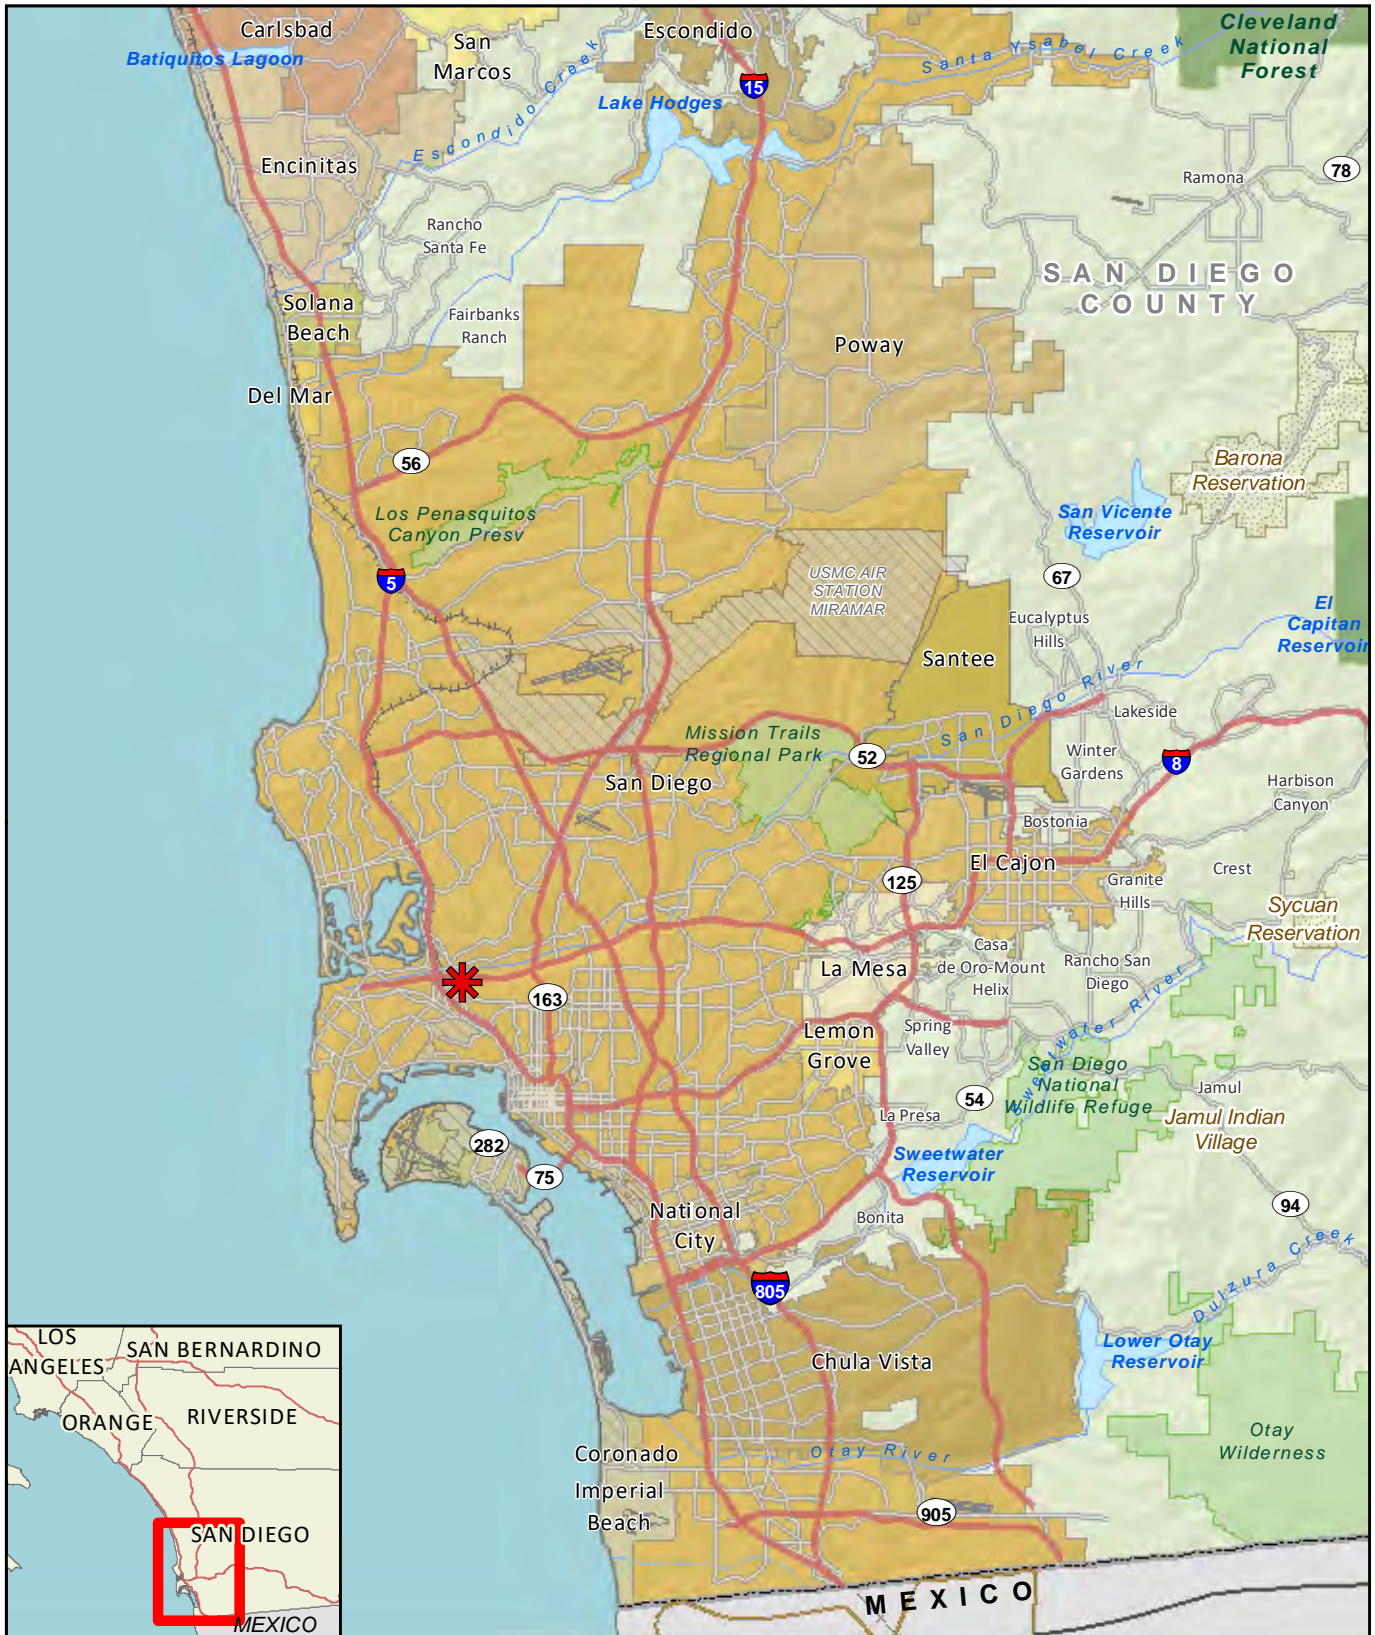 Carlsbad
Escondido
Cleveland
National
Forest
San
Marcos
Batiquitos Lagoon
Escondido Creek
Santa Ysabel Creek
15
Lake Hodges
Encinitas
78
Ramona
Rancho
Santa Fe
SAN DIEGO
COUNTY
Solana
Beach
Fairbanks
Ranch
Poway
Del Mar
56
Barona
Reservation
Los Penasquitos
Canyon Presv
San Vicente
Reservoir
5
USMC AIR
STATION
MIRAMAR
67
Eucalyptus
Hills
El
Capitan
Reservoir
Santee
San Diego River
Lakeside
Mission Trails
Regional Park
52
Winter
Gardens
8
San Diego
Harbison
Canyon
Bostonia
El Cajon
125
Granite
Hills
Crest
Sycuan
Reservation
La Mesa
Casa
de Oro-Mount
Helix
Rancho San
Diego
163
Lemon
Grove
Spring
Valley
Sweetwater River
San Diego
National
Wildlife Refuge
54
Jamul
La Presa
Jamul Indian
Village
282
75
Sweetwater
Reservoir
94
National
City
Bonita
Dulzura Creek
805
Lower Otay
Reservoir
Chula Vista
Otay
Wilderness
Coronado
Otay River
Imperial
Beach
905
MEXICO
LOS
ANGELES
SAN BERNARDINO
ORANGE
RIVERSIDE
SAN DIEGO
MEXICO